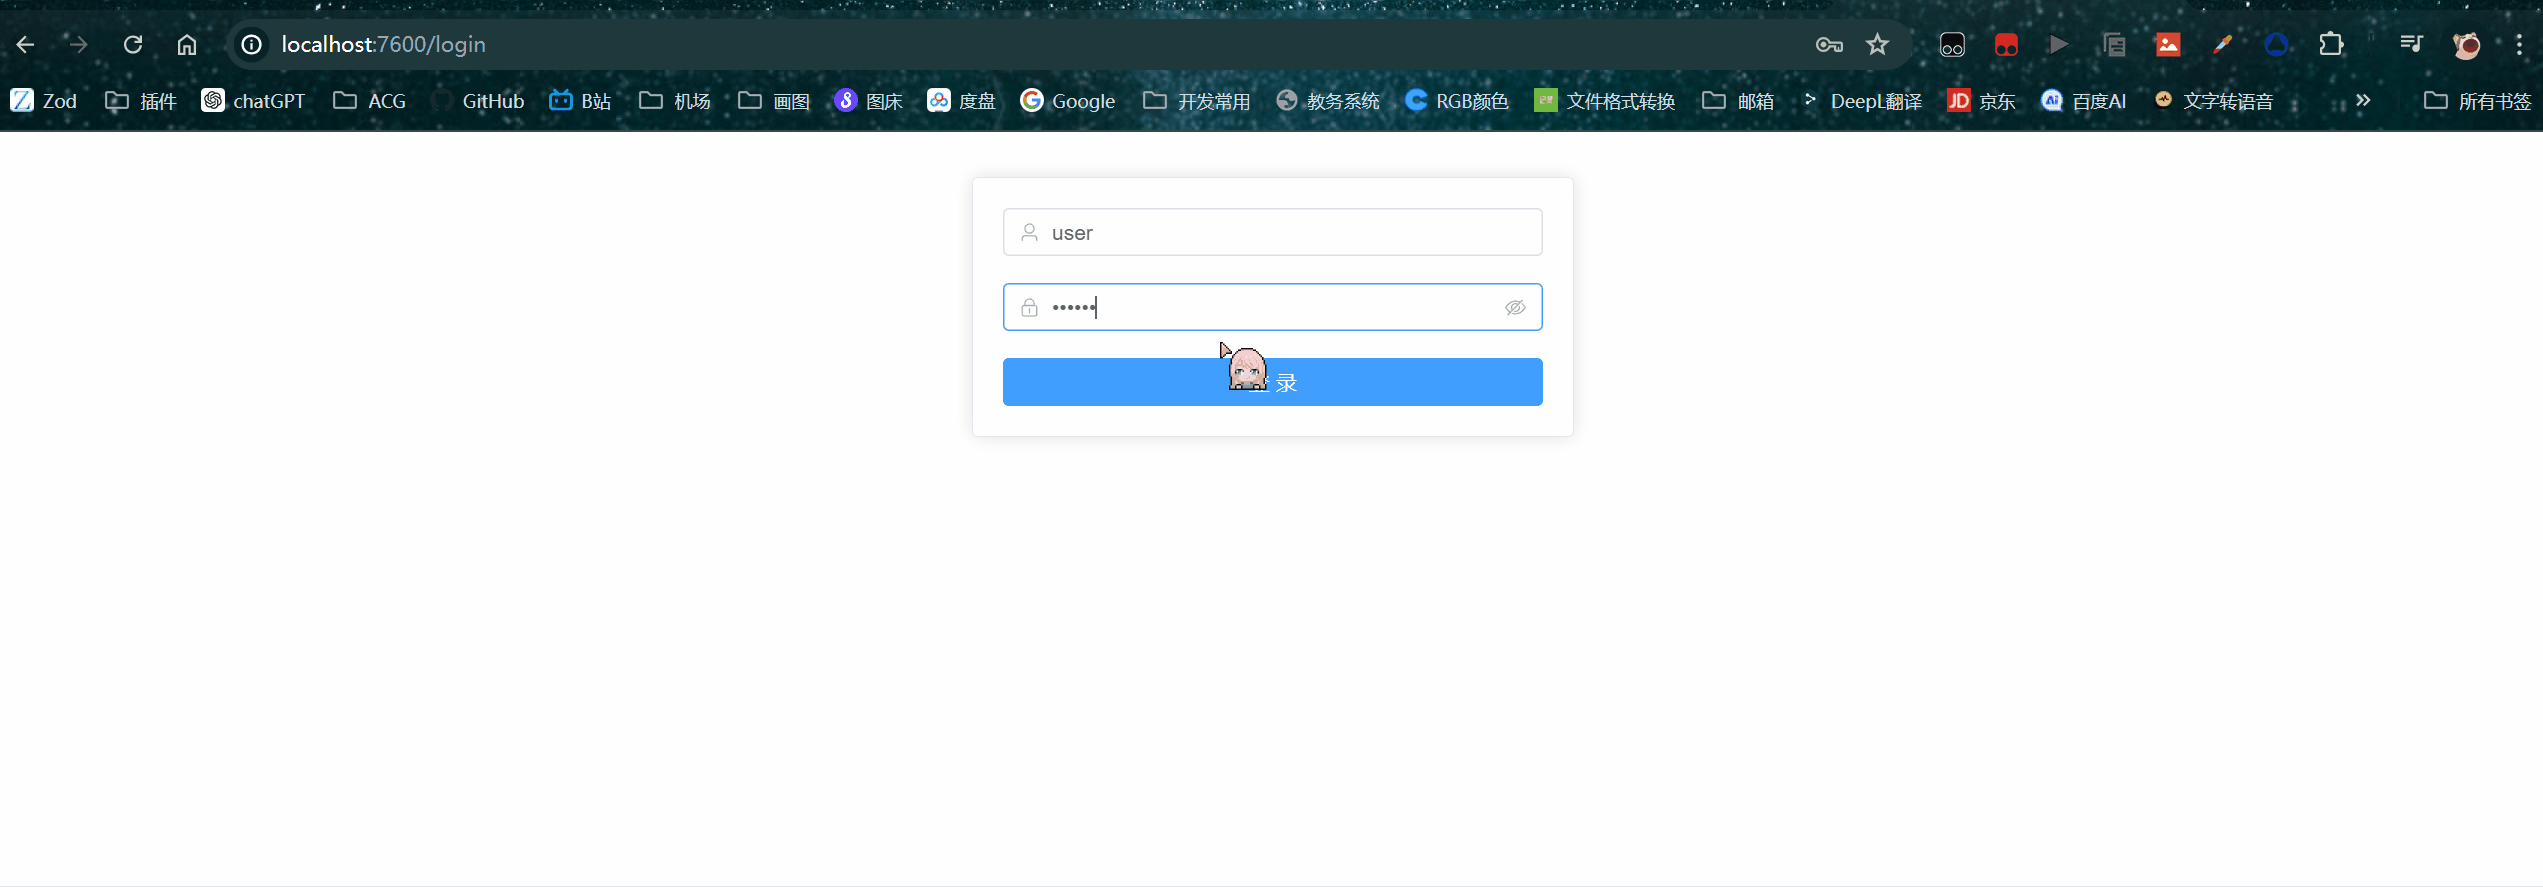 localhost:7600/login
Zod 插件 chatGPT ACG GitHub B站 机场 画图 图床 度盘 Google 开发常用 教务系统 RGB颜色 文件格式转换 邮箱 DeepL翻译 JD 京东 Ai 百度AI 文字转语音 所有书签
user
录